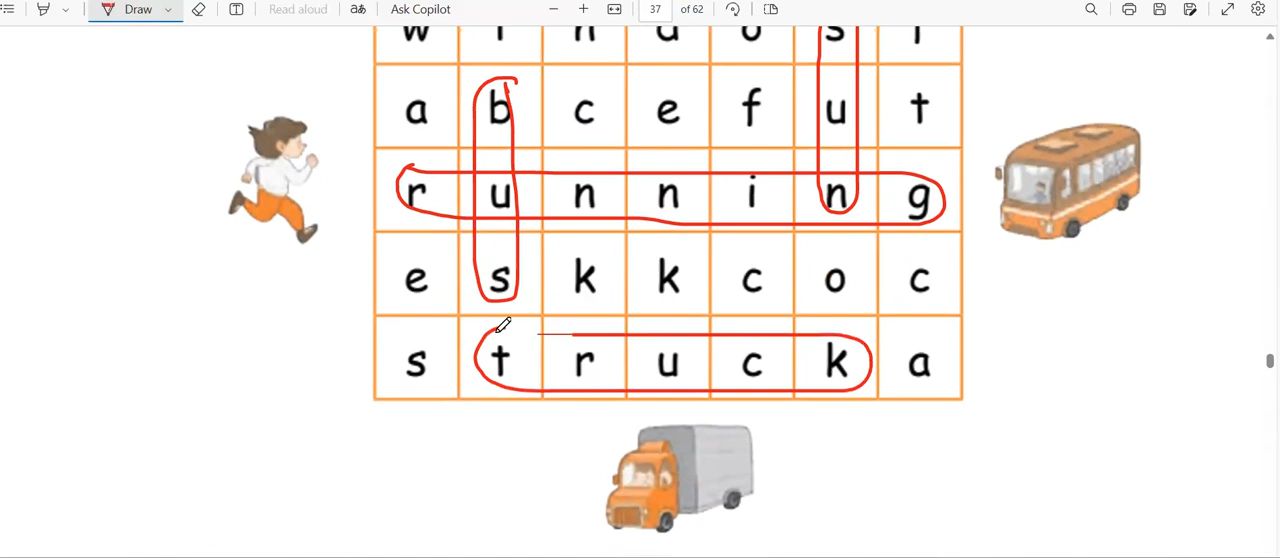 Draw Read aloud Ask Copilot 37 of 62
a b c e f u t
r u n n i n g
e s k k c o c
s t r u c k a